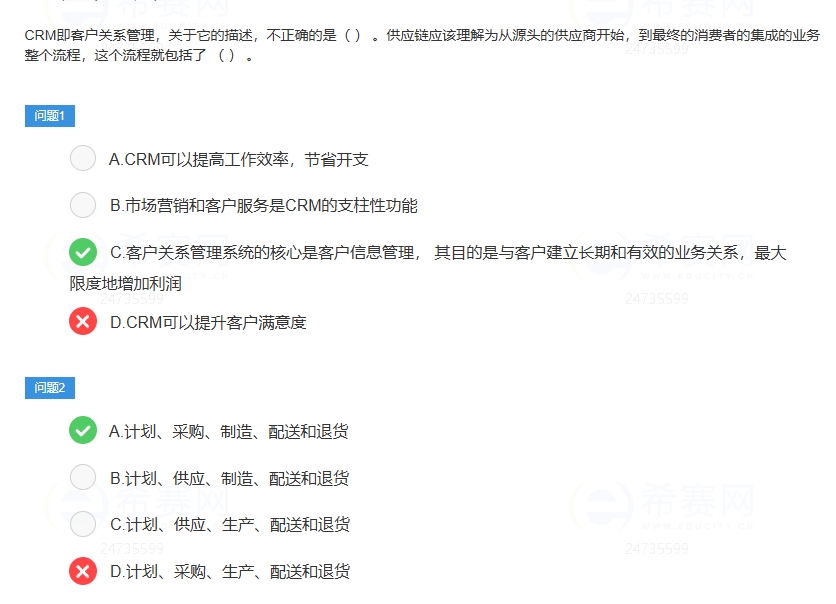 CRM即客户关系管理，关于它的描述，不正确的是（ ） 。供应链应该理解为从源头的供应商开始，到最终的消费者的集成的业务
整个流程，这个流程就包括了 （ ） 。
问题1
A.CRM可以提高工作效率，节省开支
B.市场营销和客户服务是CRM的支柱性功能
C.客户关系管理系统的核心是客户信息管理， 其目的是与客户建立长期和有效的业务关系，最大
限度地增加利润
D.CRM可以提升客户满意度
问题2
A.计划、采购、制造、配送和退货
B.计划、供应、制造、配送和退货
C.计划、供应、生产、配送和退货
D.计划、采购、生产、配送和退货
希赛网
WWW.EDUCITY.CN
24735599